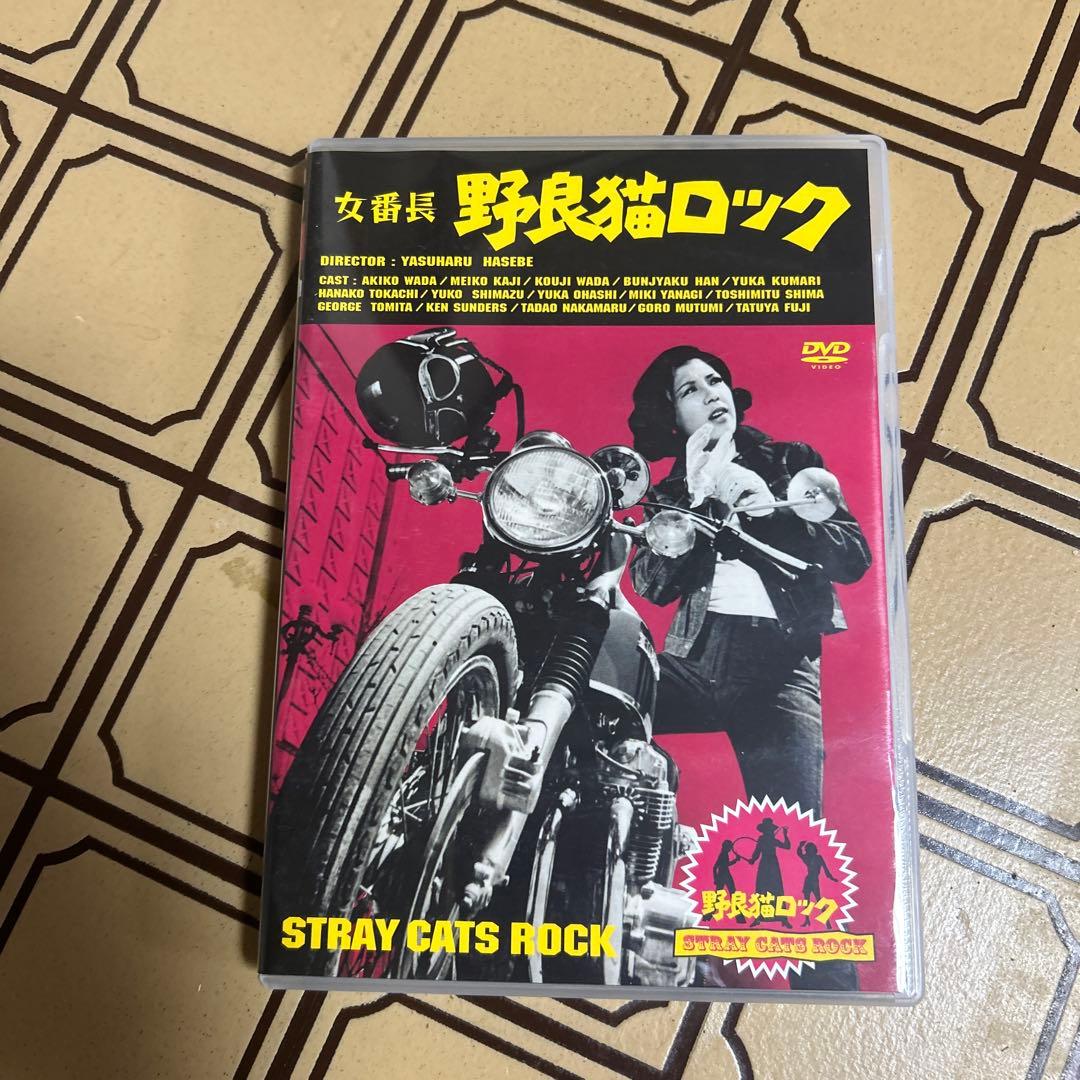 女番長 野良猫ロック
DIRECTOR : YASUHARU HASEBE
CAST : AKIKO WADA / MEIKO KAJI / KOUJI WADA / BUNJYAKU HAN / YUKA KUMARI
HANAKO TOKACHI / YUKO SHIMAZU / YUKA OHASHI / MIKI YANAGI / TOSHIMITU SHIMA
GEORGE TOMITA / KEN SUNDERS / TADAO NAKAMARU / GORO MUTUMI / TATUYA FUJI
DVD
VIDEO
野良猫ロック
STRAY CATS ROCK
STRAY CATS ROCK